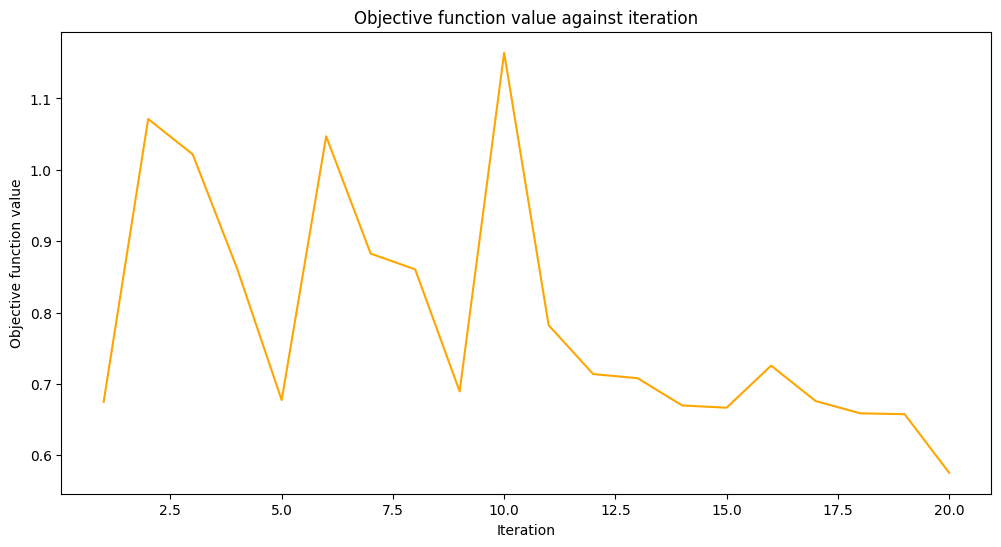 Objective function value against iteration
Objective function value
1.1
1.0
0.9
0.8
0.7
0.6
2.5 5.0 7.5 10.0 12.5 15.0 17.5 20.0
Iteration